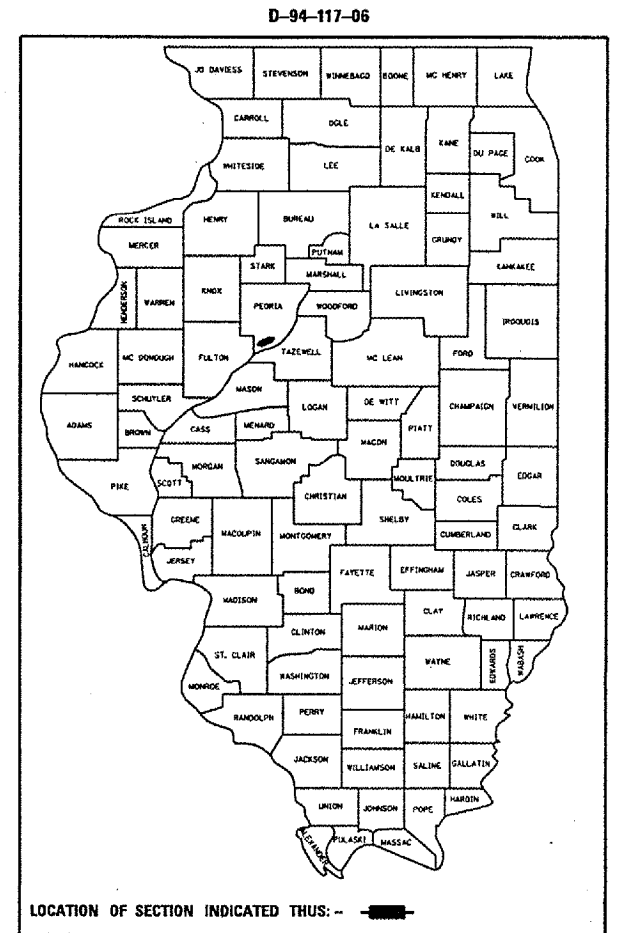 D-94-117-06
JO DAVIESS STEVENSON WINNEBAGO BOONE MC HENRY LAKE
CARROLL OGLE
DE KALB KANE DU PAGE COOK
WHITESIDE LEE
KENDALL
ROCK ISLAND HENRY BUREAU LA SALLE WILL
MERCER PUTNAM GRUNDY
STARK MARSHALL KANKAKEE
HENDERSON WARREN KNOX PEORIA WOODFORD LIVINGSTON
IROQUOIS
HANCOCK MC DONOUGH FULTON TAZEWELL MC LEAN FORD
MASON
SCHUYLER LOGAN DE WITT CHAMPAIGN VERMILION
ADAMS BROWN CASS MENARD MACON PIATT
MORGAN SANGAMON DOUGLAS
PIKE SCOTT CHRISTIAN MOULTRIE EDGAR
COLES
GREENE MACOUPIN MONTGOMERY SHELBY CUMBERLAND CLARK
CALHOUN JERSEY
FAYETTE EFFINGHAM JASPER CRAWFORD
MADISON BOND
CLAY RICHLAND LAWRENCE
CLINTON MARION
ST. CLAIR WAYNE EDWARDS WABASH
WASHINGTON JEFFERSON
MONROE
RANDOLPH PERRY HAMILTON WHITE
FRANKLIN
JACKSON WILLIAMSON SALINE GALLATIN
UNION JOHNSON POPE HARDIN
ALEXANDER PULASKI MASSAC
LOCATION OF SECTION INDICATED THUS: -